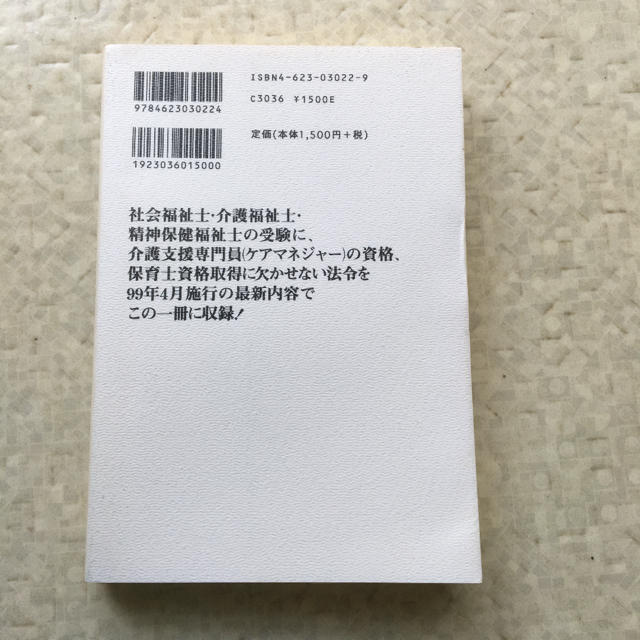 ISBN4-623-03022-9
C3036 ¥1500E
9784623030224
定価(本体1,500円+税)
1923036015000
社会福祉士・介護福祉士・
精神保健福祉士の受験に、
介護支援専門員(ケアマネジャー)の資格、
保育士資格取得に欠かせない法令を
99年4月施行の最新内容で
この一冊に収録!